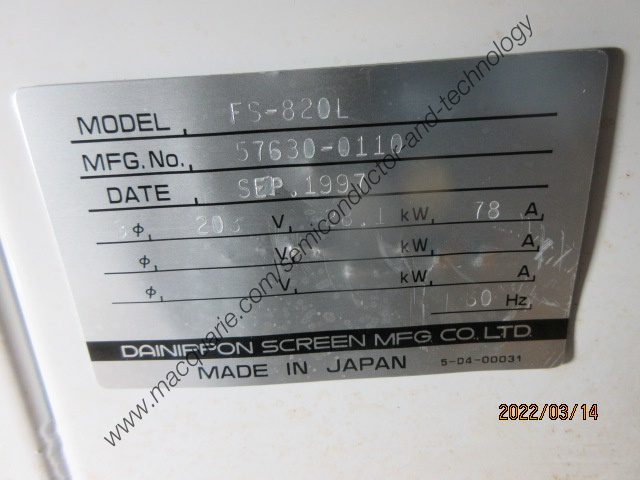 MODEL FS-820L
MFG.No. 57630-0110
DATE SEP.1997
φ V kW 78 A
φ V kW A
φ V kW A
Hz
DAINIPPON SCREEN MFG. CO. LTD.
MADE IN JAPAN 5-04-00031
www.macquarie.com/semiconductor-and-technology
2022/03/14